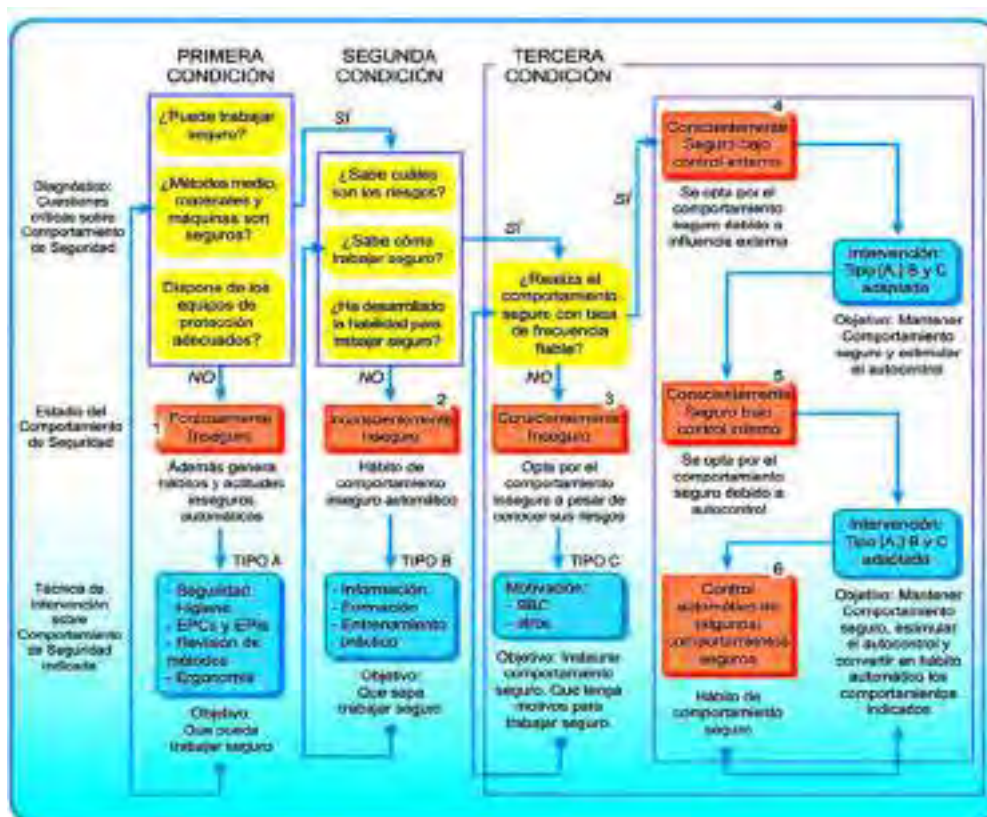 PRIMERA
CONDICIÓN
SEGUNDA
CONDICIÓN
TERCERA
CONDICIÓN
Diagnóstico:
Cuestiones
críticas sobre
Comportamiento
de Seguridad
¿Puede trabajar
seguro?
¿Métodos medio,
materiales y
máquinas son
seguros?
Dispone de los
equipos de
protección
adecuados?
SÍ
¿Sabe cuáles
son los riesgos?
¿Sabe cómo
trabajar seguro?
¿Ha desarrollado
la habilidad para
trabajar seguro?
SÍ
¿Realiza el
comportamiento
seguro con tasa
de frecuencia
fiable?
SÍ
4
Conscientemente
Seguro bajo
control externo
Se opta por el
comportamiento
seguro debido a
influencia externa
Intervención:
Tipo (A,) B y C
adaptado
Objetivo: Mantener
Comportamiento
seguro y estimular
el autocontrol
NO
NO
NO
Estadio del
Comportamiento
de Seguridad
1
Forzosamente
Inseguro
Además genera
hábitos y actitudes
inseguros
automáticos
2
Inconscientemente
Inseguro
Hábito de
comportamiento
inseguro automático
3
Conscientemente
Inseguro
Opta por el
comportamiento
inseguro a pesar de
conocer sus riesgos
5
Conscientemente
Seguro bajo
control interno
Se opta por el
comportamiento
seguro debido a
autocontrol
Intervención:
Tipo (A,) B y C
adaptado
Objetivo: Mantener
Comportamiento
seguro, estimular
el autocontrol y
convertir en hábito
automático los
comportamientos
indicados
Técnica de
Intervención sobre
Comportamiento
de Seguridad
indicada
TIPO A
- Seguridad
Higiene
- EPCs y EPIs
- Revisión de
métodos
- Ergonomía
Objetivo:
Que pueda
trabajar seguro
TIPO B
- Información
- Formación
- Entrenamiento
práctico
Objetivo:
Que sepa
trabajar seguro
TIPO C
Motivación:
- SBC
- otros
Objetivo: Instaurar
comportamiento
seguro. Que tenga
motivos para
trabajar seguro
6
Control
automático de
(algunos)
comportamientos
seguros
Hábito de
comportamiento
seguro